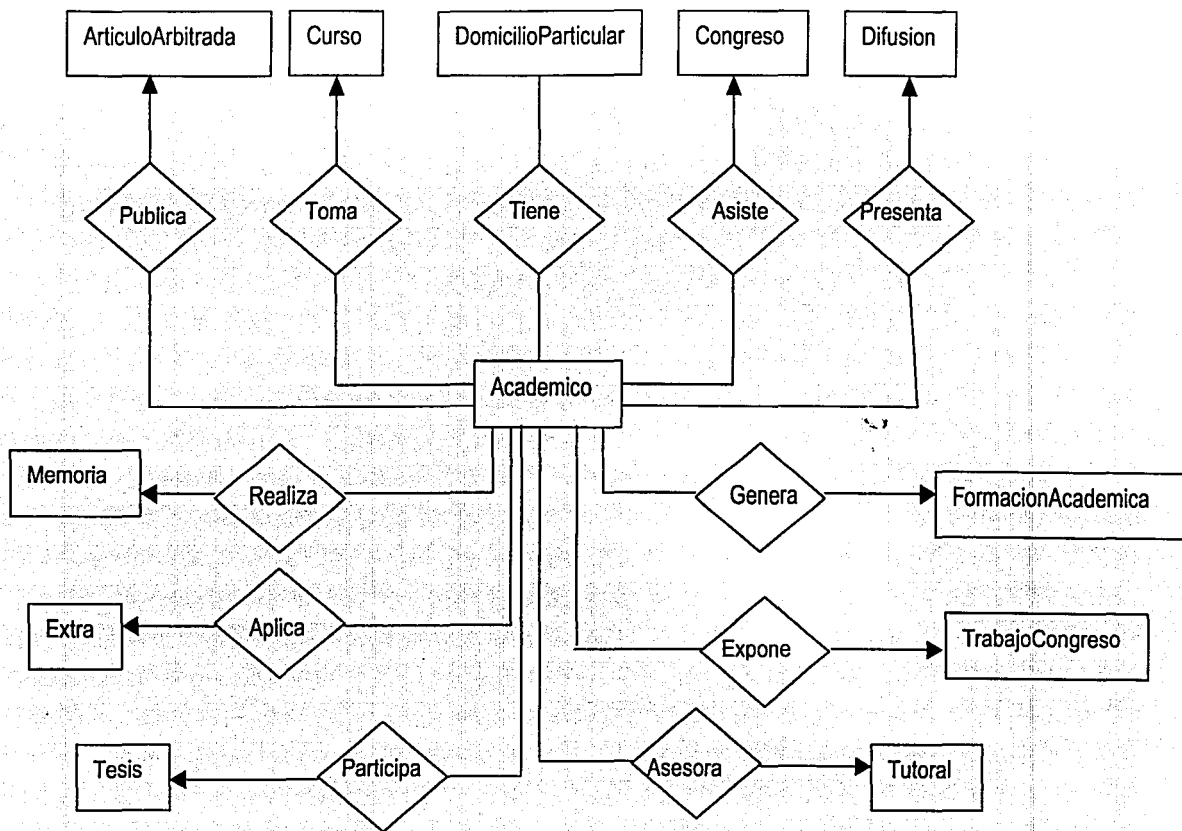 ArticuloArbitrada
Curso
DomicilioParticular
Congreso
Difusion
Publica
Toma
Tiene
Asiste
Presenta
Académico
Memoria
Realiza
Genera
FormacionAcademica
Extra
Aplica
Expone
TrabajoCongreso
Tesis
Participa
Asesora
Tutoral